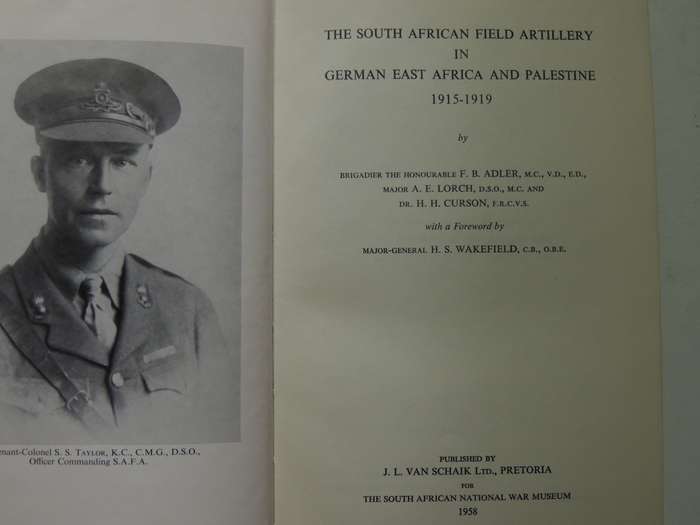 S. S. TAYLOR, K.C., C.M.G., D.S.O.,
Officer Commanding S.A.F.A.
THE SOUTH AFRICAN FIELD ARTILLERY
IN
GERMAN EAST AFRICA AND PALESTINE
1915-1919
by
BRIGADIER THE HONOURABLE F. B. ADLER, M.C., V.D., E.D.,
MAJOR A. E. LORCH, D.S.O., M.C. AND
DR. H. H. CURSON, F.R.C.V.S.
with a Foreword by
MAJOR-GENERAL H. S. WAKEFIELD, C.B., O.B.E.
PUBLISHED BY
J. L. VAN SCHAIK LTD., PRETORIA
FOR
THE SOUTH AFRICAN NATIONAL WAR MUSEUM
1958